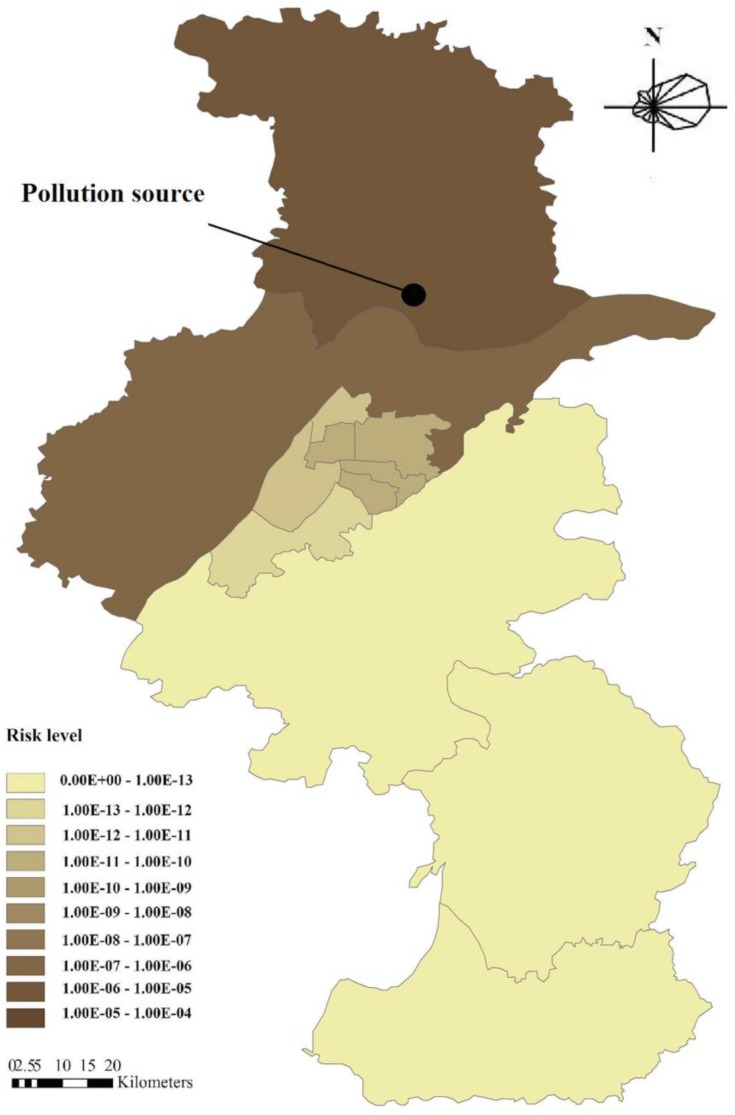 N
Pollution source
Risk level
0.00E+00 - 1.00E-13
1.00E-13 - 1.00E-12
1.00E-12 - 1.00E-11
1.00E-11 - 1.00E-10
1.00E-10 - 1.00E-09
1.00E-09 - 1.00E-08
1.00E-08 - 1.00E-07
1.00E-07 - 1.00E-06
1.00E-06 - 1.00E-05
1.00E-05 - 1.00E-04
02.55 10 15 20
Kilometers